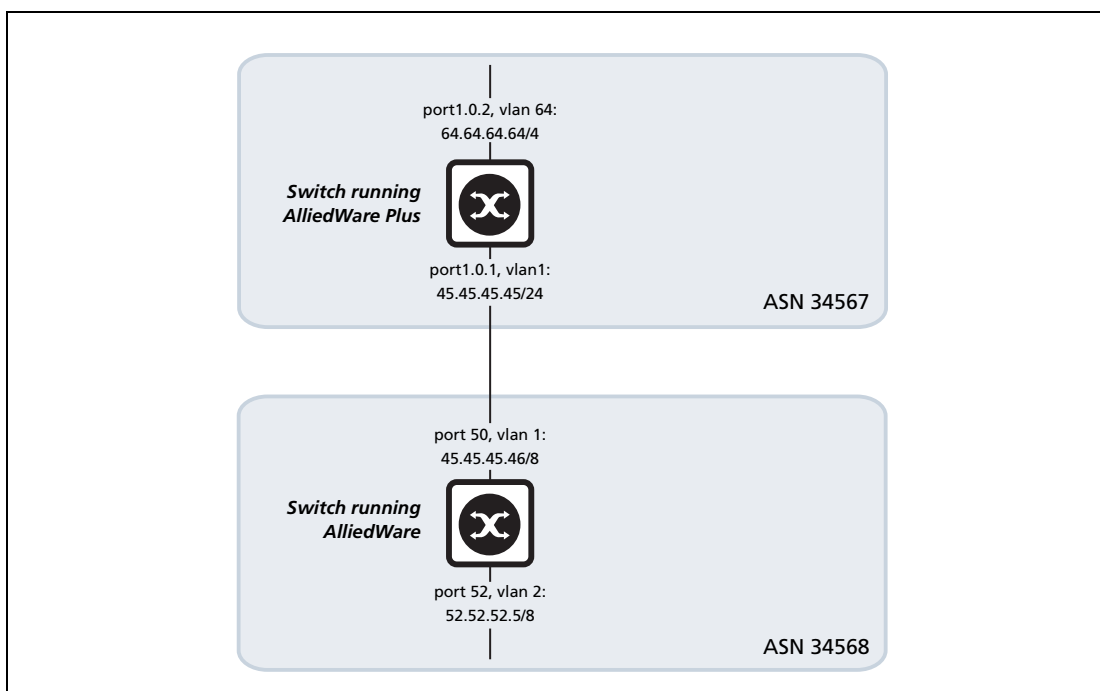 port1.0.2, vlan 64:
64.64.64.64/4
Switch running
AlliedWare Plus
port1.0.1, vlan1:
45.45.45.45/24
ASN 34567
port 50, vlan 1:
45.45.45.46/8
Switch running
AlliedWare
port 52, vlan 2:
52.52.52.5/8
ASN 34568